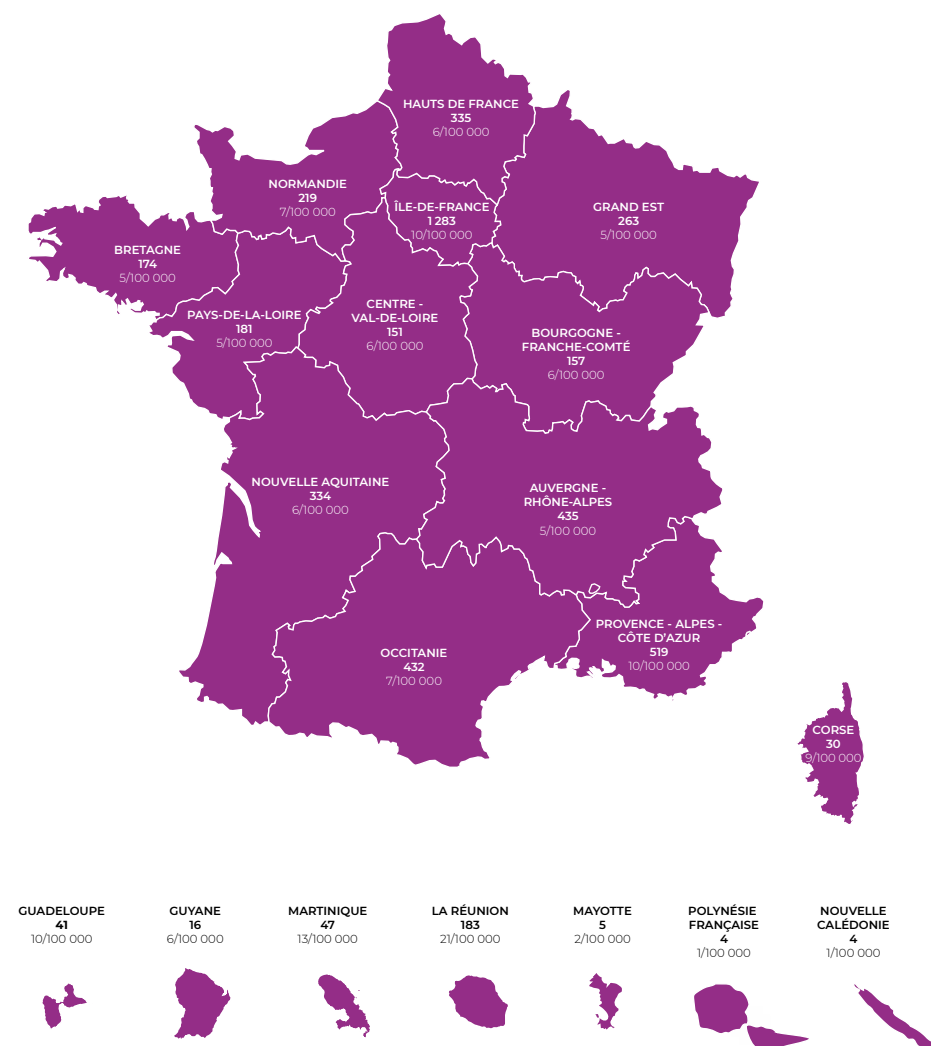 HAUTS DE FRANCE
335
6/100 000
NORMANDIE
219
7/100 000
ÎLE-DE-FRANCE
1 283
10/100 000
GRAND EST
263
5/100 000
BRETAGNE
174
5/100 000
PAYS-DE-LA-LOIRE
181
5/100 000
CENTRE -
VAL-DE-LOIRE
151
6/100 000
BOURGOGNE -
FRANCHE-COMTÉ
157
6/100 000
NOUVELLE AQUITAINE
334
6/100 000
AUVERGNE -
RHÔNE-ALPES
435
5/100 000
PROVENCE - ALPES -
CÔTE D'AZUR
519
10/100 000
OCCITANIE
432
7/100 000
CORSE
30
9/100 000
GUADELOUPE
41
10/100 000
GUYANE
16
6/100 000
MARTINIQUE
47
13/100 000
LA RÉUNION
183
21/100 000
MAYOTTE
5
2/100 000
POLYNÉSIE
FRANÇAISE
4
1/100 000
NOUVELLE
CALÉDONIE
4
1/100 000